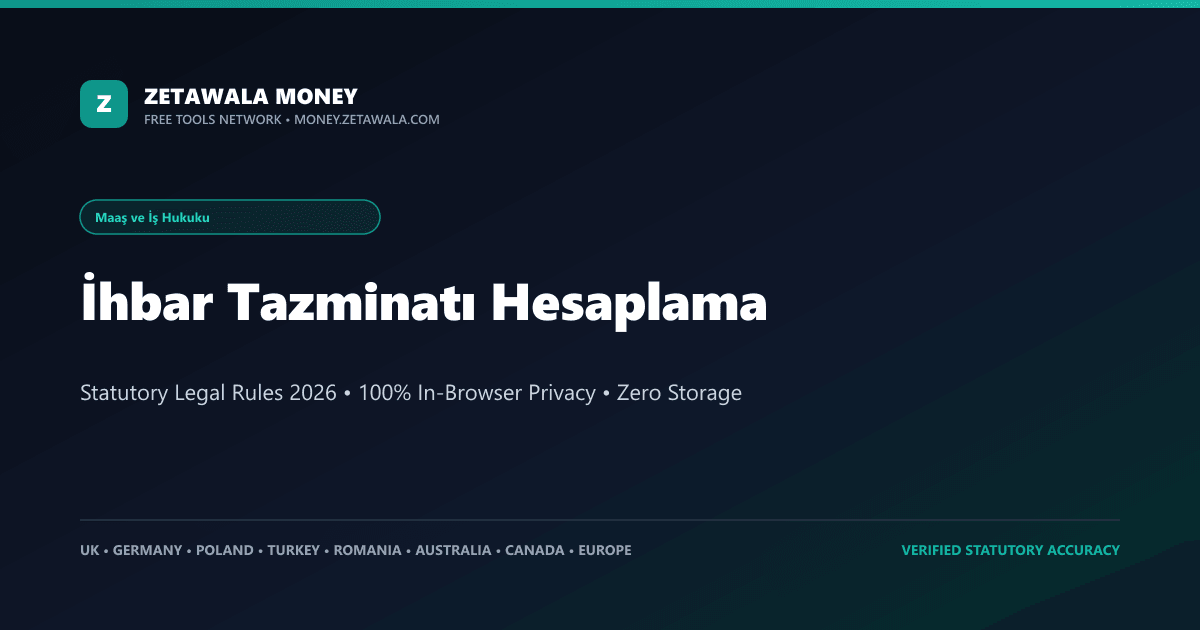 Z
ZETAWALA MONEY
FREE TOOLS NETWORK • MONEY.ZETAWALA.COM
Maaş ve İş Hukuku
İhbar Tazminatı Hesaplama
Statutory Legal Rules 2026 • 100% In-Browser Privacy • Zero Storage
UK • GERMANY • POLAND • TURKEY • ROMANIA • AUSTRALIA • CANADA • EUROPE
VERIFIED STATUTORY ACCURACY